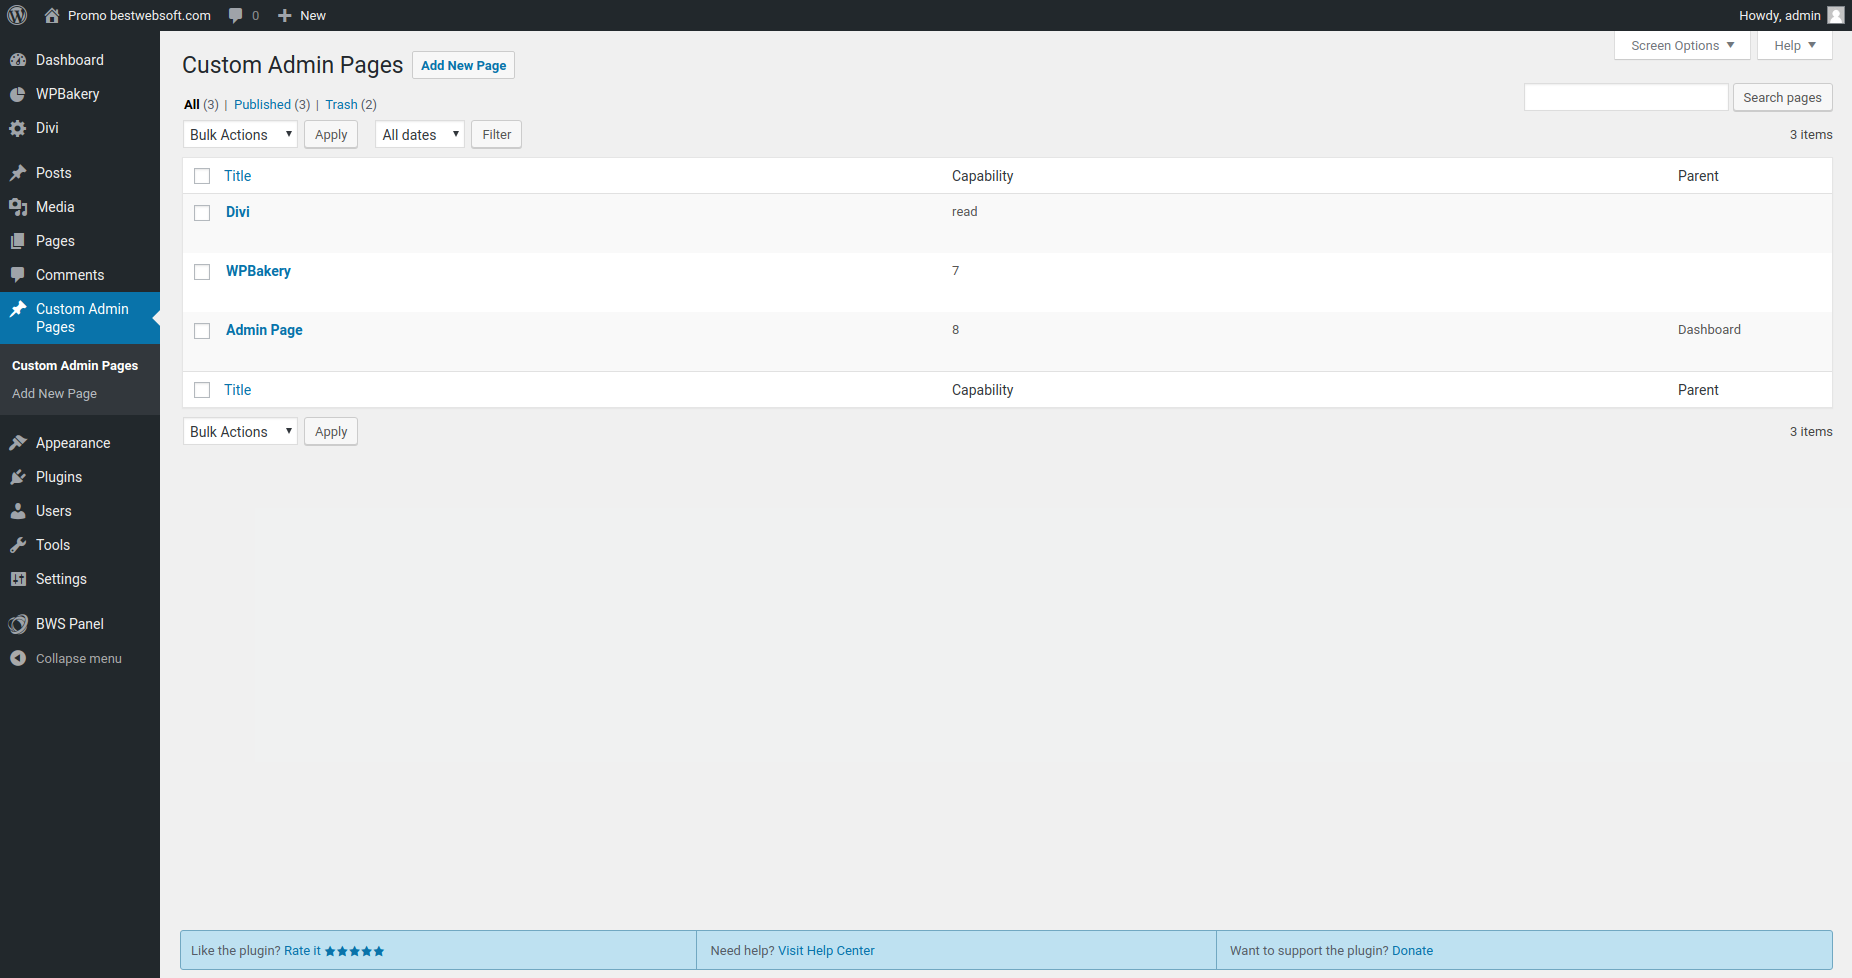 Promo bestwebsoft.com 0 New Howdy, admin
Dashboard
WPBakery
Divi
Posts
Media
Pages
Comments
Custom Admin
Pages
Custom Admin Pages
Add New Page
Appearance
Plugins
Users
Tools
Settings
BWS Panel
Collapse menu
Screen Options Help
Custom Admin Pages Add New Page
All (3) | Published (3) | Trash (2)
Search pages
Bulk Actions Apply All dates Filter 3 items
Title Capability Parent
Divi read
WPBakery 7
Admin Page 8 Dashboard
Title Capability Parent
Bulk Actions Apply 3 items
Like the plugin? Rate it Need help? Visit Help Center Want to support the plugin? Donate